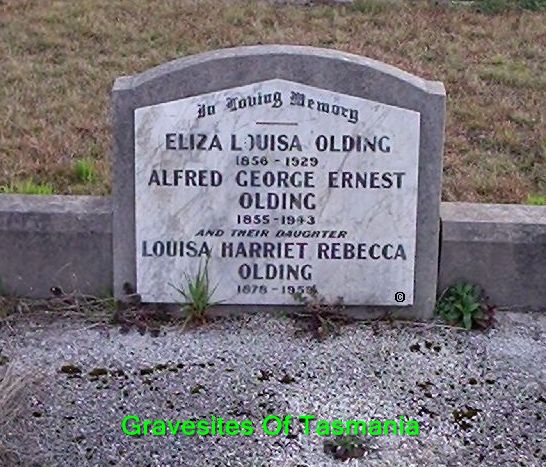 In Loving Memory
ELIZA LOUISA OLDING
1856 - 1929
ALFRED GEORGE ERNEST
OLDING
1855 - 1943
AND THEIR DAUGHTER
LOUISA HARRIET REBECCA
OLDING
1878 - 1959
©
Gravesites Of Tasmania